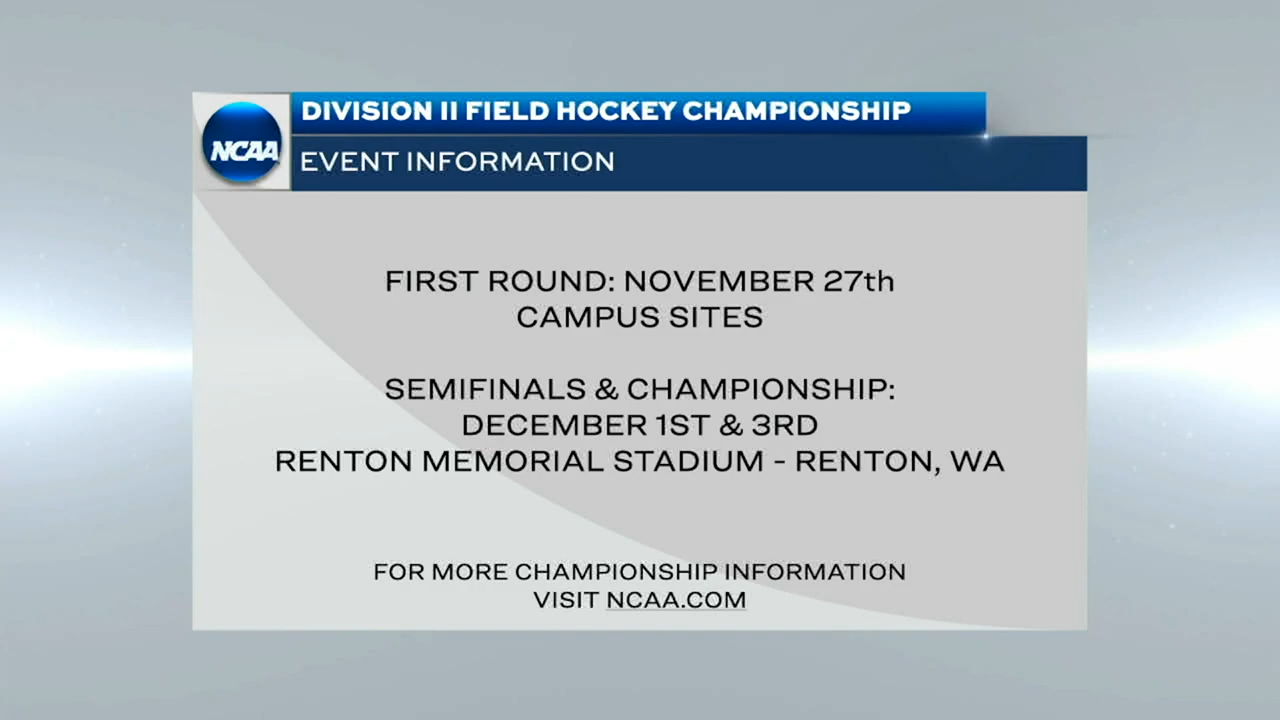 DIVISION II FIELD HOCKEY CHAMPIONSHIP
NCAA
EVENT INFORMATION
FIRST ROUND: NOVEMBER 27th
CAMPUS SITES
SEMIFINALS & CHAMPIONSHIP:
DECEMBER 1ST & 3RD
RENTON MEMORIAL STADIUM - RENTON, WA
FOR MORE CHAMPIONSHIP INFORMATION
VISIT NCAA.COM